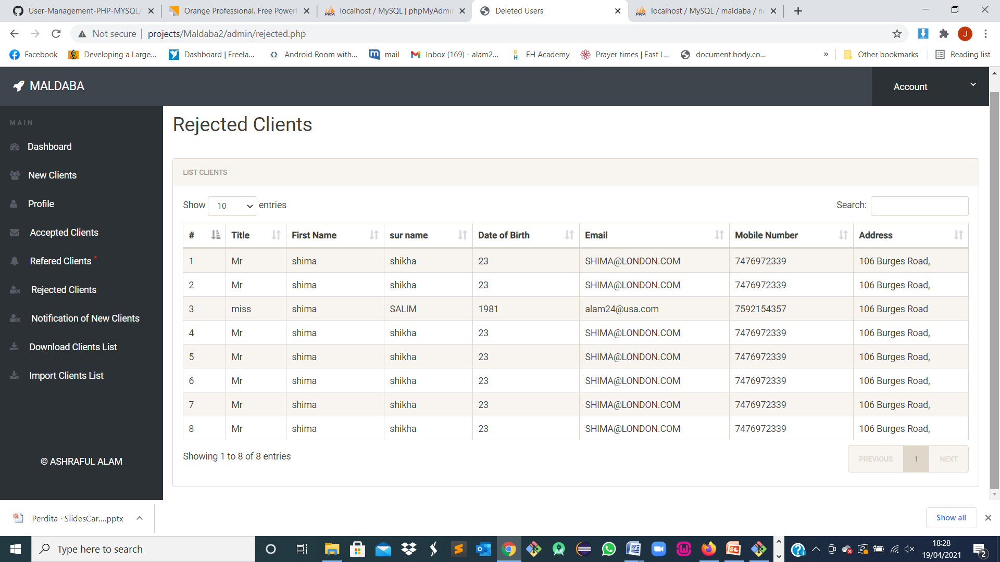 User-Management-PHP-MYSQL/
Orange Professional. Free PowerP
localhost / MySQL | phpMyAdmin
Deleted Users
localhost / MySQL / maldaba / ne
Not secure
projects/Maldaba2/admin/rejected.php
J
Facebook
Developing a Large...
Dashboard | Freela...
Android Room with...
mail
Inbox (169) - alam2...
EH Academy
Prayer times | East L...
document.body.co...
»
Other bookmarks
Reading list
MALDABA
Account
MAIN
Dashboard
New Clients
Profile
Accepted Clients
Refered Clients *
Rejected Clients
Notification of New Clients
Download Clients List
Import Clients List
© ASHRAFUL ALAM
Rejected Clients
LIST CLIENTS
Show 10 entries
Search:
# Title First Name sur name Date of Birth Email Mobile Number Address
1 Mr shima shikha 23 SHIMA@LONDON.COM 7476972339 106 Burges Road,
2 Mr shima shikha 23 SHIMA@LONDON.COM 7476972339 106 Burges Road,
3 miss shima SALIM 1981 alam24@usa.com 7592154357 106 Burges Road
4 Mr shima shikha 23 SHIMA@LONDON.COM 7476972339 106 Burges Road,
5 Mr shima shikha 23 SHIMA@LONDON.COM 7476972339 106 Burges Road,
6 Mr shima shikha 23 SHIMA@LONDON.COM 7476972339 106 Burges Road,
7 Mr shima shikha 23 SHIMA@LONDON.COM 7476972339 106 Burges Road,
8 Mr shima shikha 23 SHIMA@LONDON.COM 7476972339 106 Burges Road,
Showing 1 to 8 of 8 entries
PREVIOUS 1 NEXT
Perdita · SlidesCar....pptx
Show all
Type here to search
18:28
19/04/2021
2